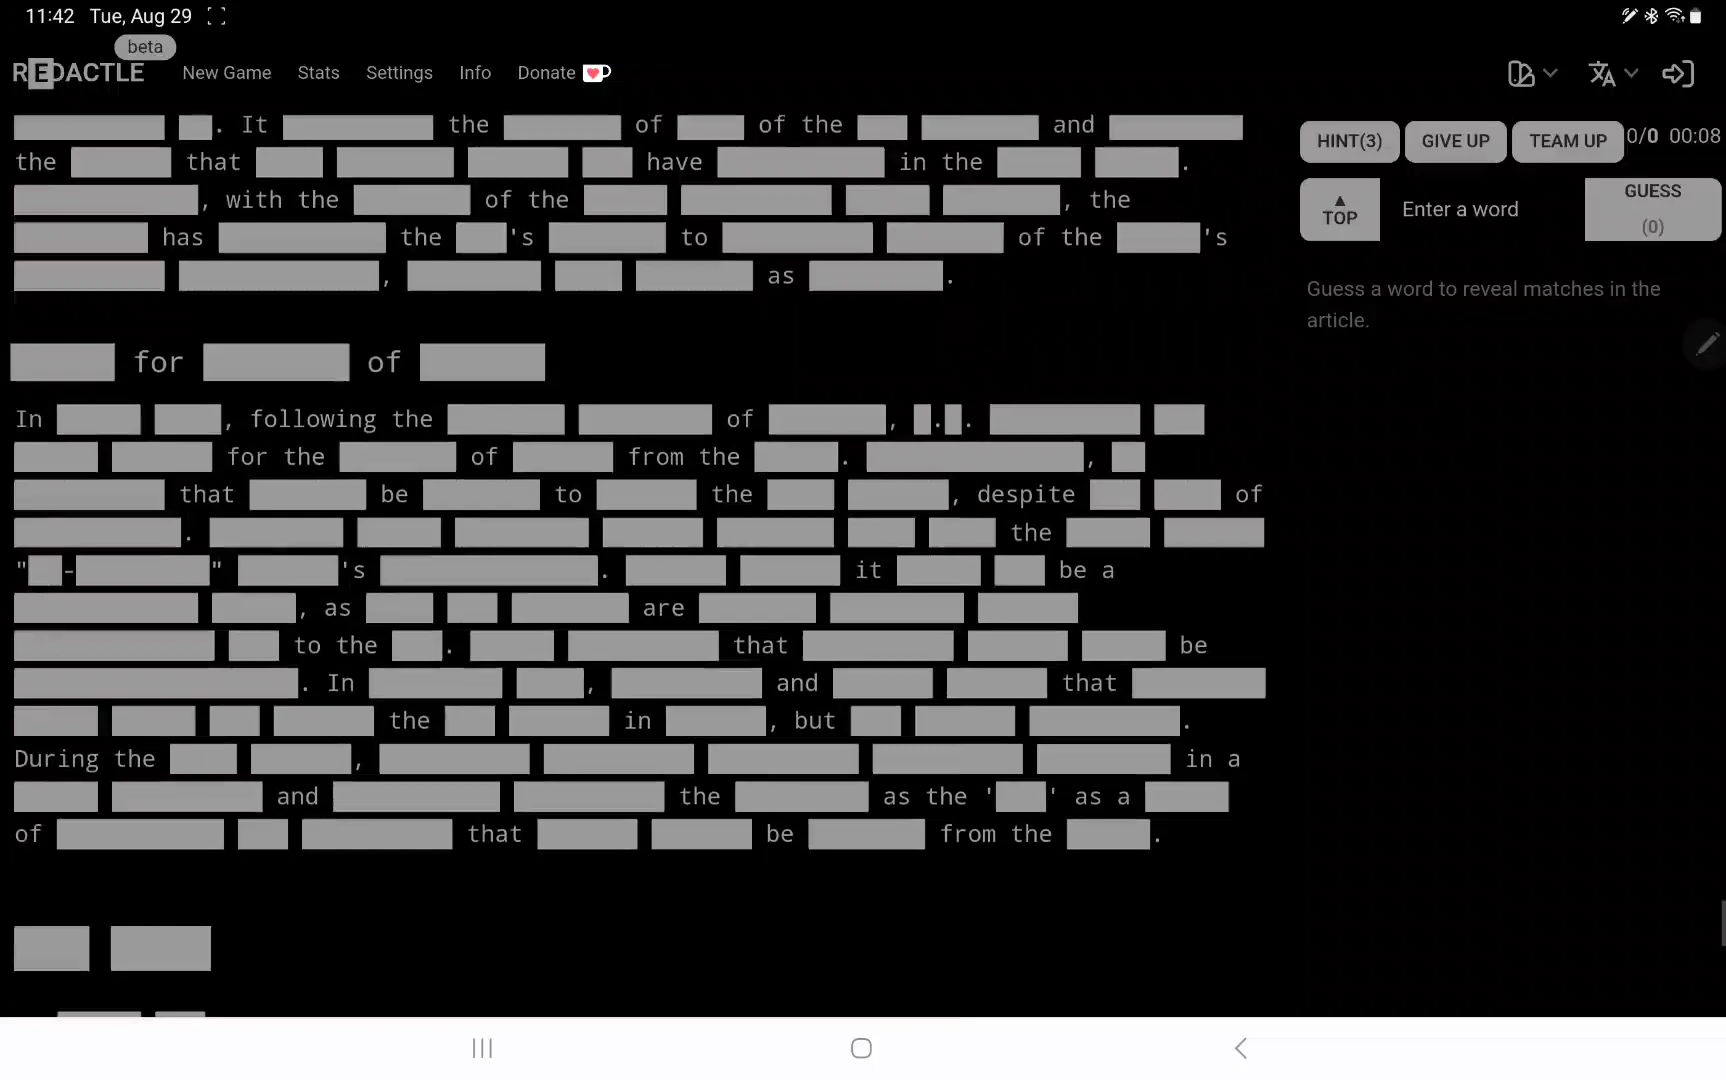 11:42 Tue, Aug 29
beta
REDACTLE New Game Stats Settings Info Donate
. It the of of the and
the that have in the .
, with the of the , the
has the 's to of the 's
, as .
for of
In , following the of , . .
for the of from the . ,
that be to the , despite of
. the
" - " 's . it be a
, as are
to the . that be
. In , and that
the in , but .
During the , in a
and the as the ' ' as a
of that be from the .
HINT(3) GIVE UP TEAM UP 0/0 00:08
▲
TOP
Enter a word
GUESS
(0)
Guess a word to reveal matches in the
article.